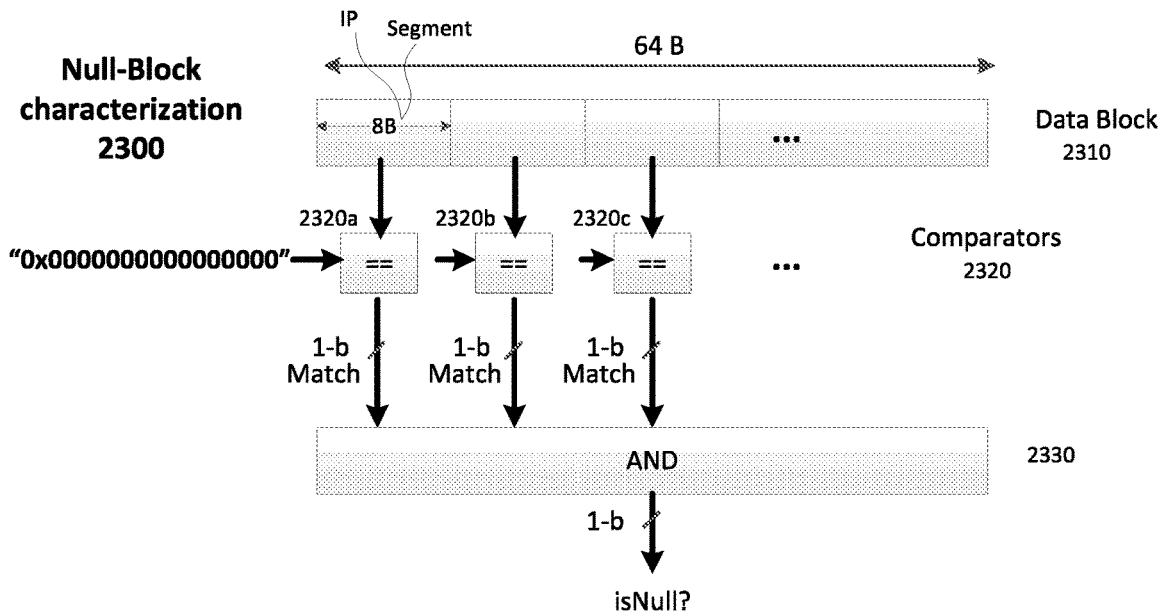 IP
Segment
64 B
Null-Block
characterization
2300
8B
...
Data Block
2310
2320a
2320b
2320c
Comparators
2320
“0x0000000000000000”
==
==
==
...
1-b
Match
1-b
Match
1-b
Match
AND
2330
1-b
isNull?